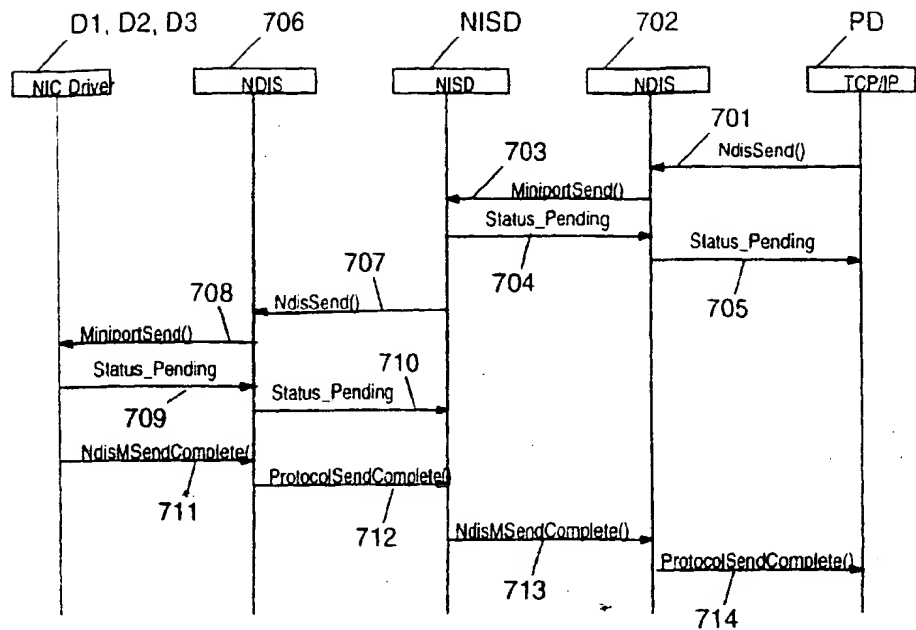 D1, D2, D3 706 NISD 702 PD
NIC Driver NDIS NISD NDIS TCP/IP
701
NdisSend()
703
MiniportSend()
Status_Pending
Status_Pending
704
705
707
NdisSend()
708
MiniportSend()
710
Status_Pending
Status_Pending
709
NdisMSendComplete(
ProtocolSendComplete()
711
712
NdisMSendComplete()
713
ProtocolSendComplete()
714